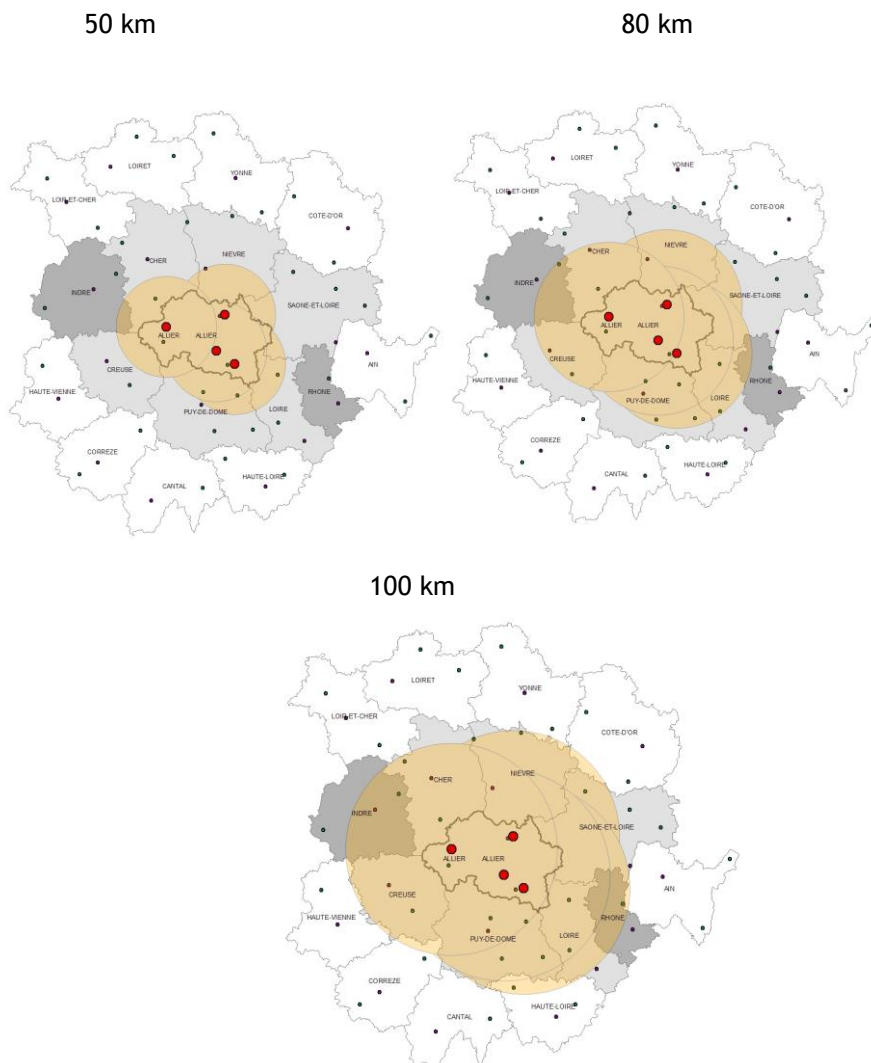 50 km
80 km
LOIRET
YONNE
LOIR-ET-CHER
COTE-D'OR
CHER
NIEVRE
INDRE
SAONE-ET-LOIRE
ALLIER
ALLIER
CREUSE
AIN
RHONE
HAUTE-VIENNE
PUY-DE-DOME
LOIRE
CORREZE
CANTAL
HAUTE-LOIRE
LOIRET
YONNE
LOIR-ET-CHER
COTE-D'OR
CHER
NIEVRE
INDRE
SAONE-ET-LOIRE
ALLIER
ALLIER
AIN
CREUSE
RHONE
HAUTE-VIENNE
PUY-DE-DOME
LOIRE
CORREZE
HAUTE-LOIRE
CANTAL
100 km
LOIRET
YONNE
LOIR-ET-CHER
COTE-D'OR
CHER
NIEVRE
INDRE
SAONE-ET-LOIRE
ALLIER
ALLIER
AIN
CREUSE
RHONE
HAUTE-VIENNE
PUY-DE-DOME
LOIRE
CORREZE
HAUTE-LOIRE
CANTAL